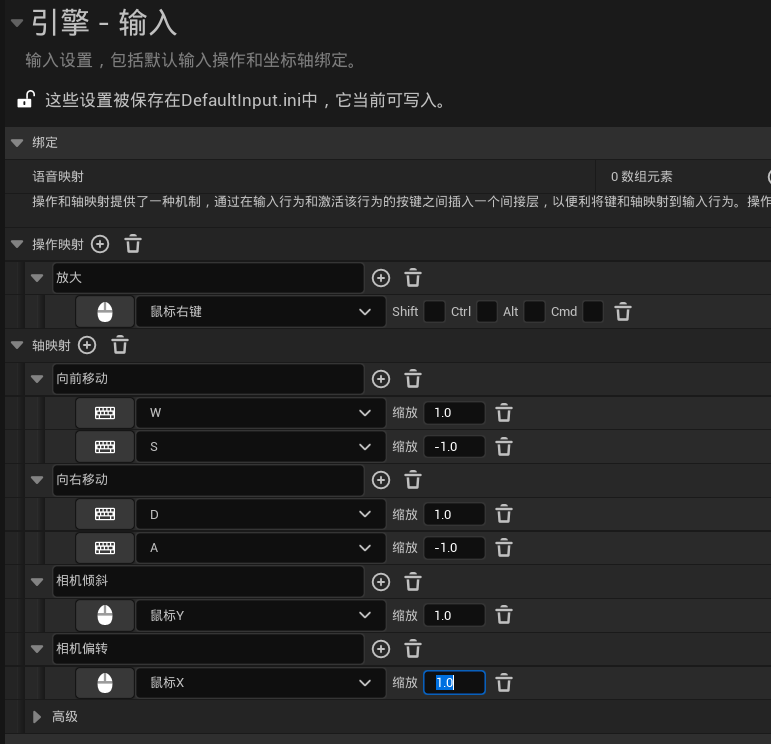 引擎 - 输入
输入设置，包括默认输入操作和坐标轴绑定。
这些设置被保存在DefaultInput.ini中，它当前可写入。
绑定
语音映射 0 数组元素
操作和轴映射提供了一种机制，通过在输入行为和激活该行为的按键之间插入一个间接层，以便利将键和轴映射到输入行为。操作
操作映射
放大
鼠标右键 Shift Ctrl Alt Cmd
轴映射
向前移动
W 缩放 1.0
S 缩放 -1.0
向右移动
D 缩放 1.0
A 缩放 -1.0
相机倾斜
鼠标Y 缩放 1.0
相机偏转
鼠标X 缩放 1.0
高级